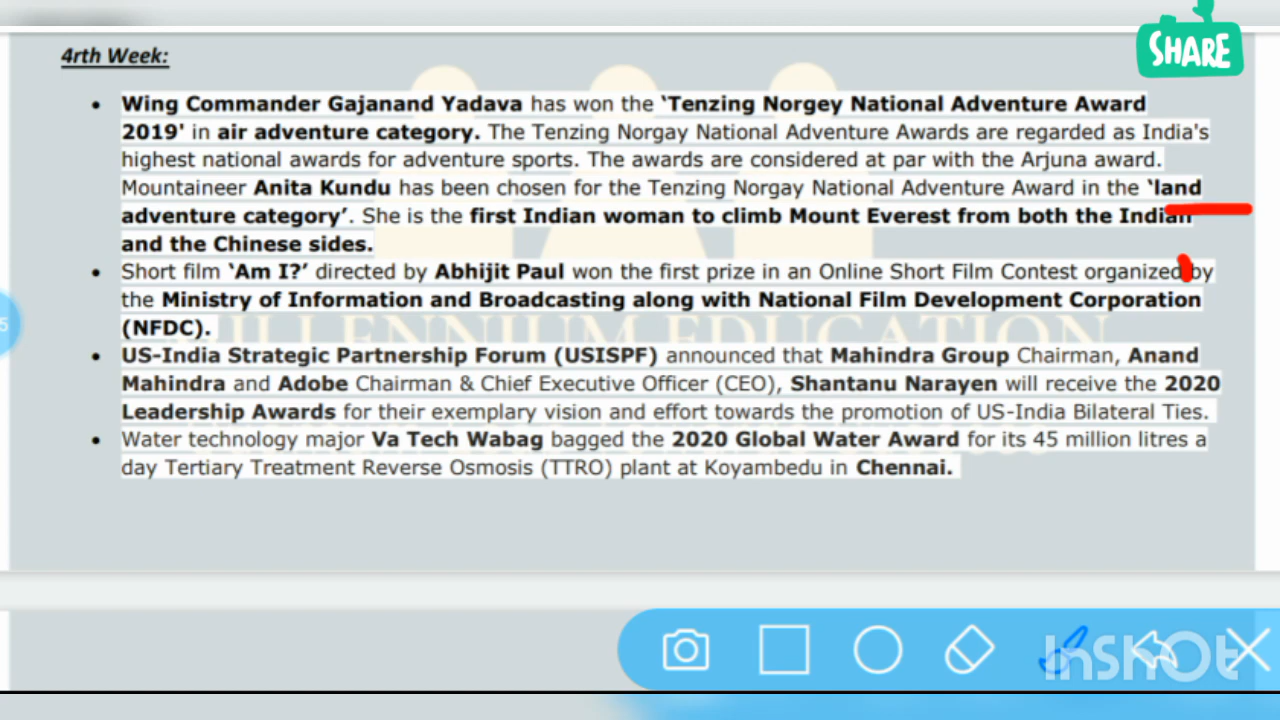 SHARE
4rth Week:
• Wing Commander Gajanand Yadava has won the ‘Tenzing Norgey National Adventure Award
2019' in air adventure category. The Tenzing Norgay National Adventure Awards are regarded as India's
highest national awards for adventure sports. The awards are considered at par with the Arjuna award.
Mountaineer Anita Kundu has been chosen for the Tenzing Norgay National Adventure Award in the ‘land
adventure category’. She is the first Indian woman to climb Mount Everest from both the Indian
and the Chinese sides.
• Short film ‘Am I?’ directed by Abhijit Paul won the first prize in an Online Short Film Contest organized by
the Ministry of Information and Broadcasting along with National Film Development Corporation
(NFDC).
MILLENNIUM EDUCATION
• US-India Strategic Partnership Forum (USISPF) announced that Mahindra Group Chairman, Anand
Mahindra and Adobe Chairman & Chief Executive Officer (CEO), Shantanu Narayen will receive the 2020
Leadership Awards for their exemplary vision and effort towards the promotion of US-India Bilateral Ties.
• Water technology major Va Tech Wabag bagged the 2020 Global Water Award for its 45 million litres a
day Tertiary Treatment Reverse Osmosis (TTRO) plant at Koyambedu in Chennai.
5
InShOt